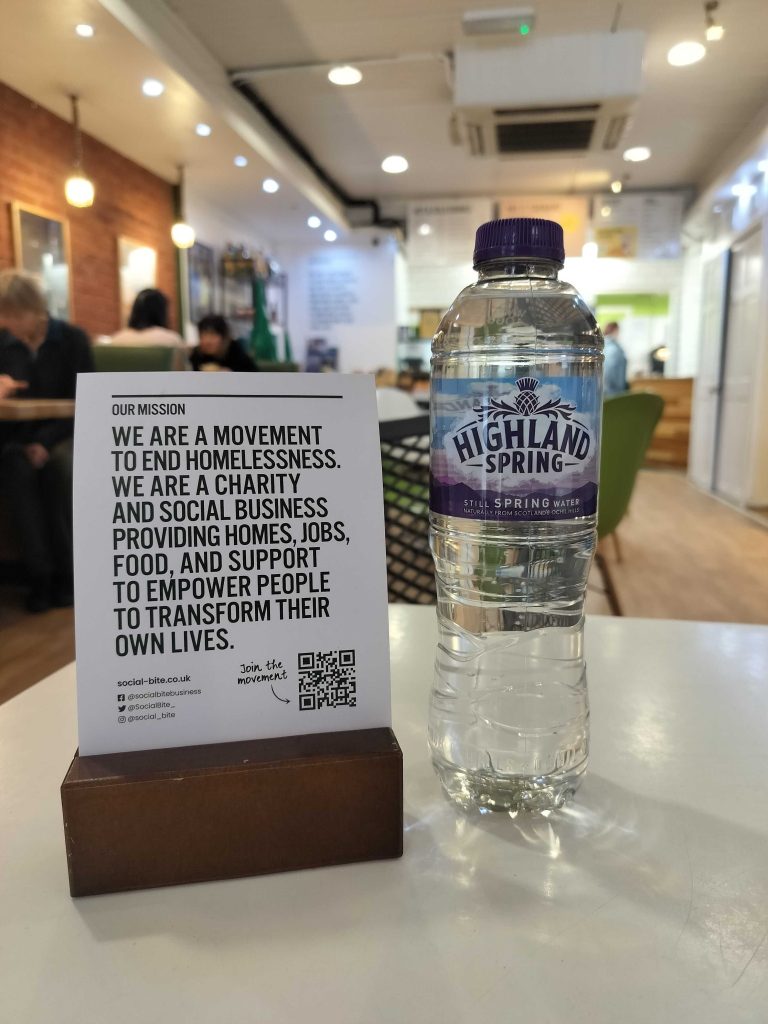 OUR MISSION
WE ARE A MOVEMENT
TO END HOMELESSNESS.
WE ARE A CHARITY
AND SOCIAL BUSINESS
PROVIDING HOMES, JOBS,
FOOD, AND SUPPORT
TO EMPOWER PEOPLE
TO TRANSFORM THEIR
OWN LIVES.
social-bite.co.uk
@socialbitebusiness
@SocialBite_
@social_bite
Join the
movement
HIGHLAND
SPRING
STILL SPRING WATER
NATURALLY FROM SCOTLAND'S OCHIL HILLS